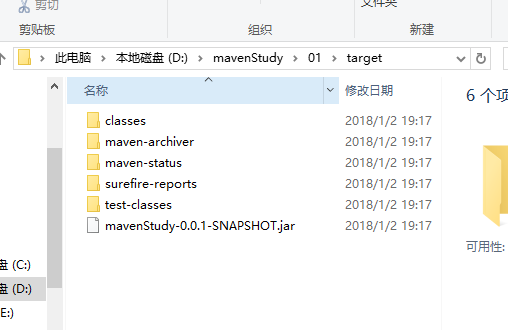 剪切
文件夹
剪贴板 组织 新建
此电脑 本地磁盘 (D:) mavenStudy 01 target
名称 修改日期
6 个项
classes 2018/1/2 19:17
maven-archiver 2018/1/2 19:17
maven-status 2018/1/2 19:17
surefire-reports 2018/1/2 19:17
test-classes 2018/1/2 19:17
mavenStudy-0.0.1-SNAPSHOT.jar 2018/1/2 19:17
可用性:
盘 (C:)
盘 (D:)
E:)